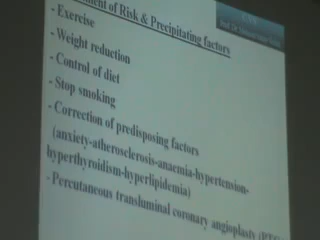 of Risk & Precipitating factors
- Exercise
- Weight reduction
- Control of diet
- Stop smoking
- Correction of predisposing factors
(anxiety-atherosclerosis-anaemia-hypertension-
hyperthyroidism-hyperlipidemia)
- Percutaneous transluminal coronary angioplasty